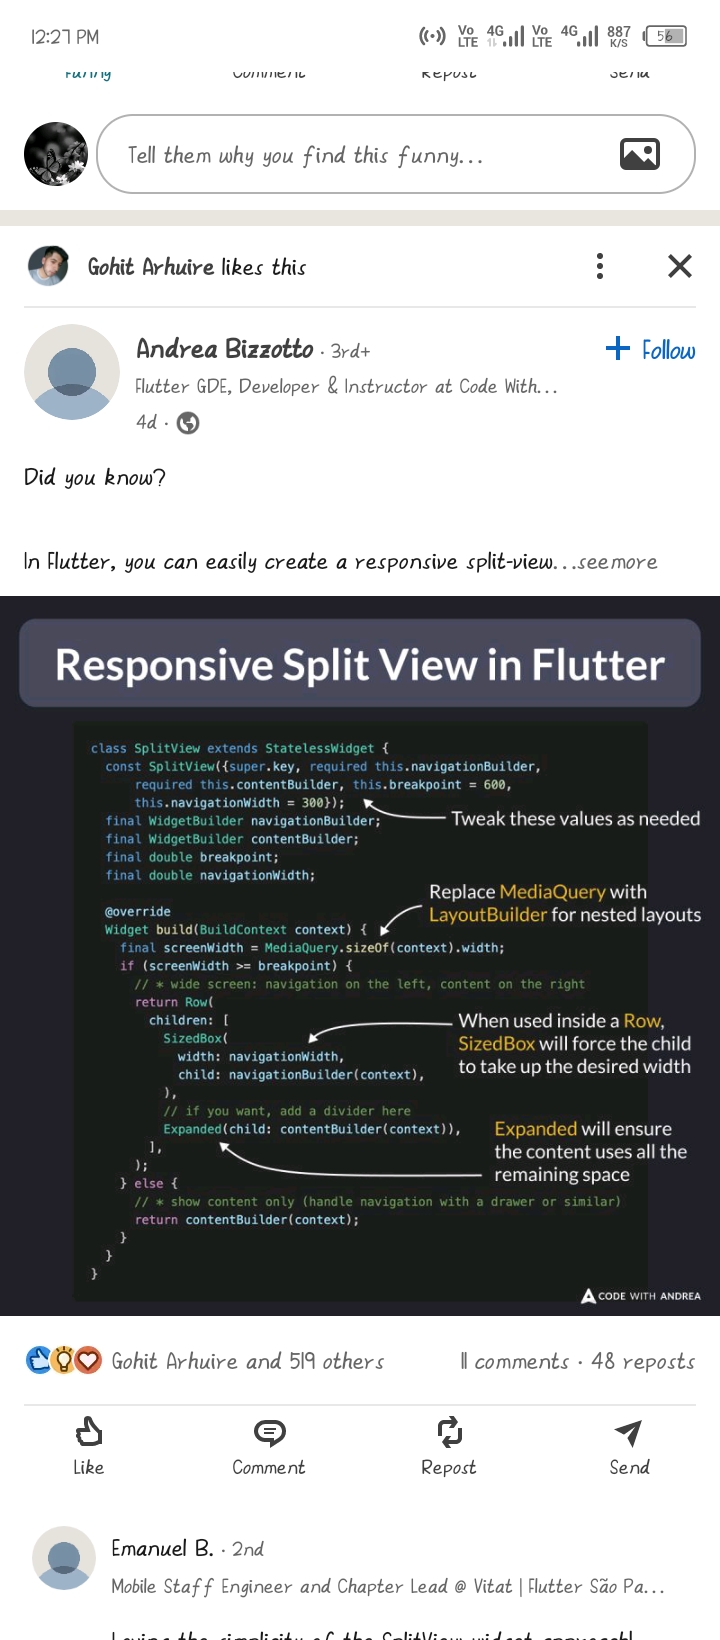 12:27 PM
Vo LTE 4G Vo LTE 4G 887 K/S 56
Funny Comment Repost Send
Tell them why you find this funny...
Gohit Arhuire likes this
Andrea Bizzotto · 3rd+
+ Follow
Flutter GDE, Developer & Instructor at Code With...
4d ·
Did you know?
In Flutter, you can easily create a responsive split-view...see more
Responsive Split View in Flutter
class SplitView extends StatelessWidget {
const SplitView({super.key, required this.navigationBuilder,
required this.contentBuilder, this.breakpoint = 600,
this.navigationWidth = 300});
Tweak these values as needed
final WidgetBuilder navigationBuilder;
final WidgetBuilder contentBuilder;
final double breakpoint;
final double navigationWidth;
Replace MediaQuery with
LayoutBuilder for nested layouts
@override
Widget build(BuildContext context) {
final screenWidth = MediaQuery.sizeOf(context).width;
if (screenWidth >= breakpoint) {
// * wide screen: navigation on the left, content on the right
return Row(
children: [
SizedBox(
width: navigationWidth,
child: navigationBuilder(context),
),
When used inside a Row,
SizedBox will force the child
to take up the desired width
// if you want, add a divider here
Expanded(child: contentBuilder(context)),
],
);
Expanded will ensure
the content uses all the
remaining space
} else {
// * show content only (handle navigation with a drawer or similar)
return contentBuilder(context);
}
}
}
CODE WITH ANDREA
Gohit Arhuire and 519 others
11 comments · 48 reposts
Like Comment Repost Send
Emanuel B. · 2nd
Mobile Staff Engineer and Chapter Lead @ Vitat | Flutter São Pa...
Loving the simplicity of the SplitView widget approach!